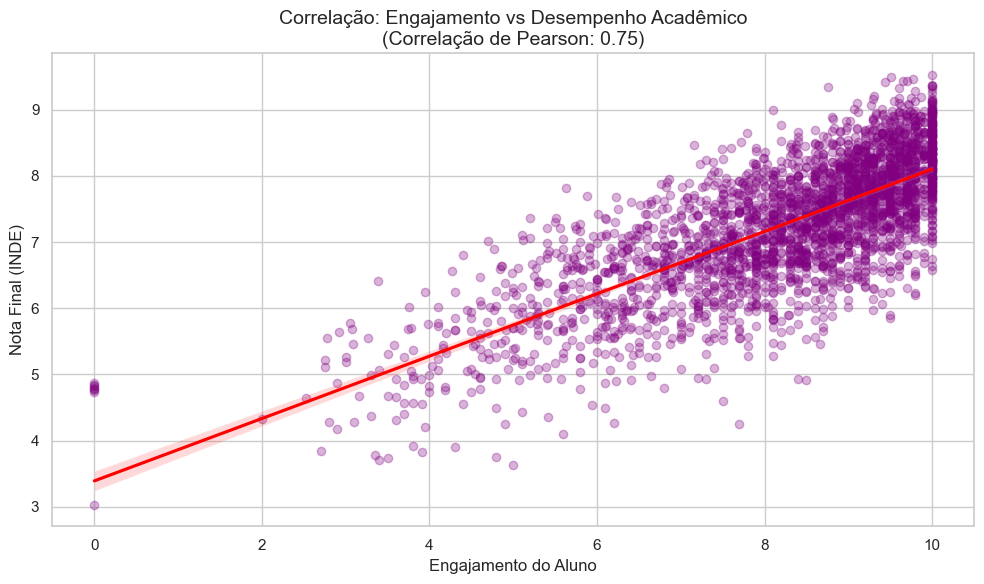 Correlação: Engajamento vs Desempenho Acadêmico
(Correlação de Pearson: 0.75)
Nota Final (INDE)
9
8
7
6
5
4
3
0 2 4 6 8 10
Engajamento do Aluno